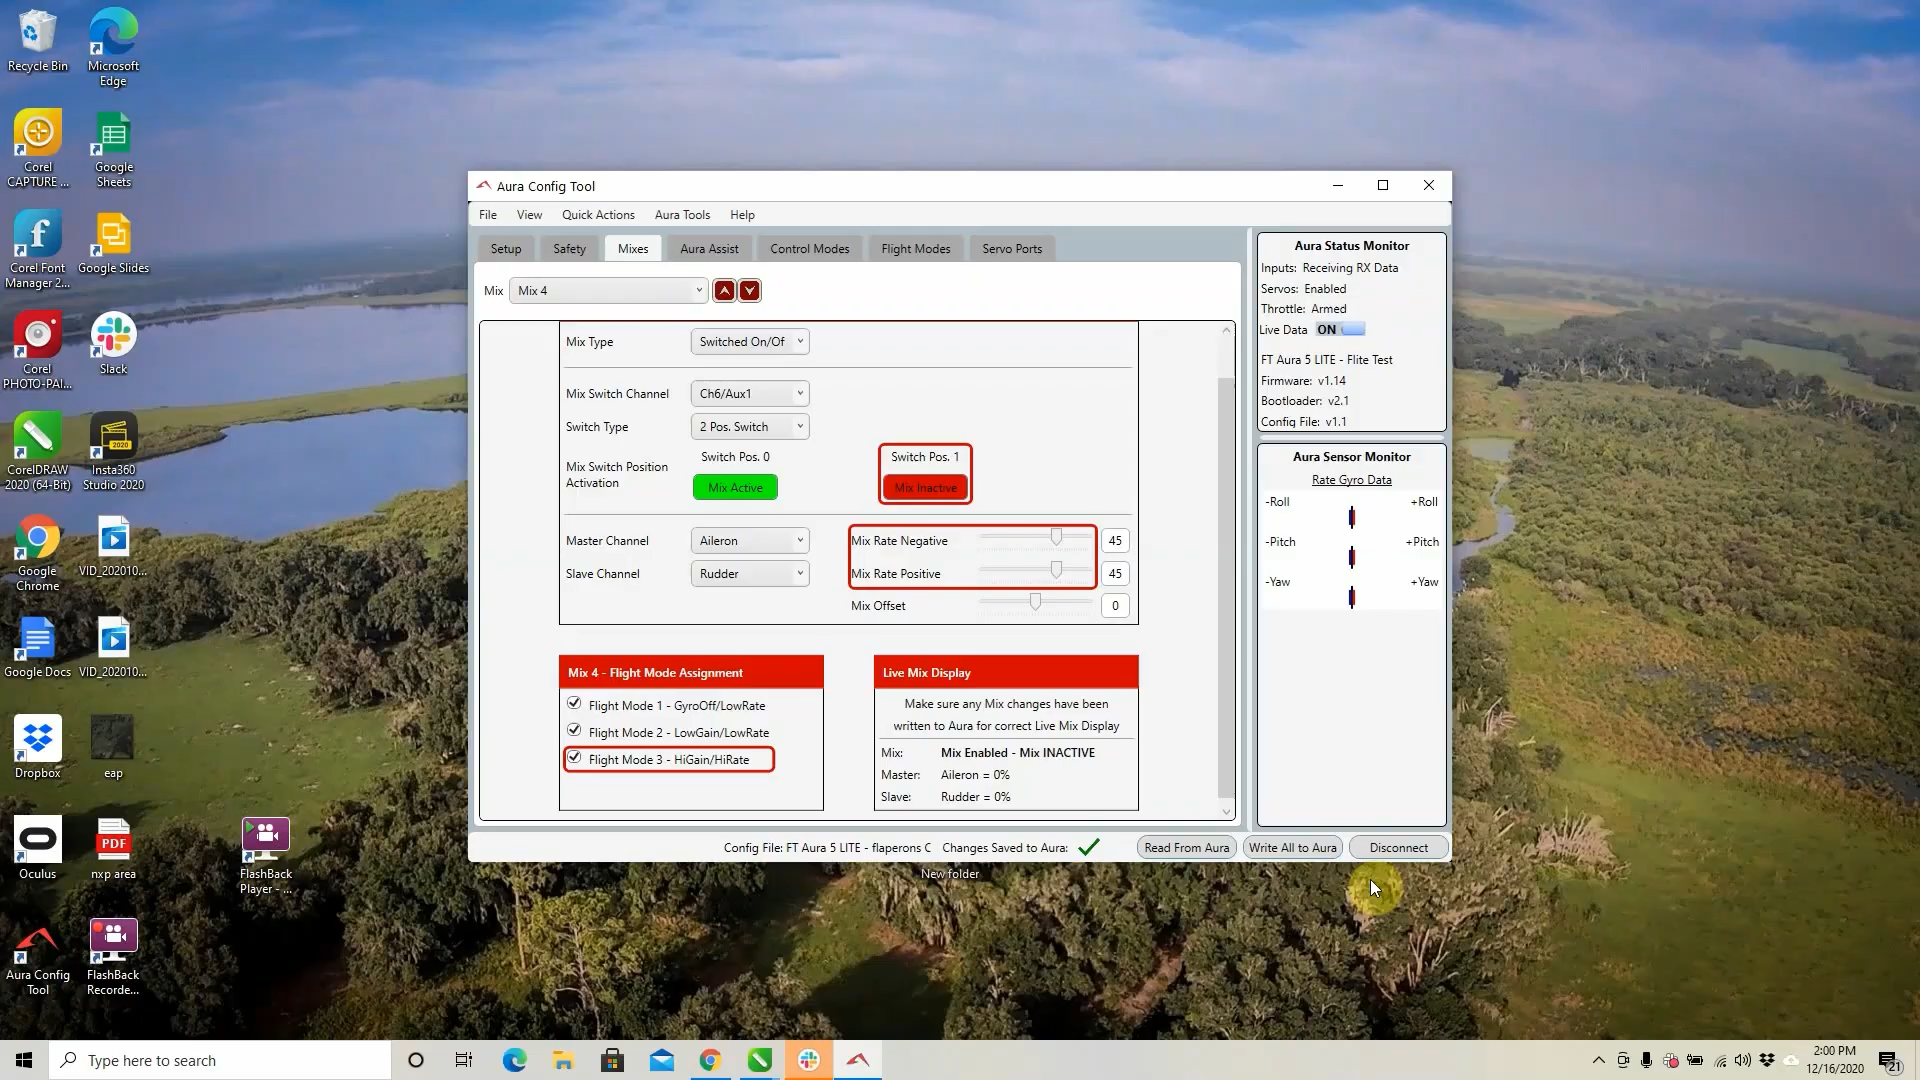 Recycle Bin
Microsoft Edge
Corel CAPTURE ...
Google Sheets
Corel Font Manager 2...
Google Slides
Corel PHOTO-PAI...
Slack
CorelDRAW 2020 (64-Bit)
Insta360 Studio 2020
2020
Google Chrome
VID_202010...
Google Docs
VID_202010...
Dropbox
eap
Oculus
PDF
nxp area
FlashBack Player - ...
Aura Config Tool
FlashBack Recorde...
New folder
Aura Config Tool
File View Quick Actions Aura Tools Help
Setup Safety Mixes Aura Assist Control Modes Flight Modes Servo Ports
Mix Mix 4
Mix Type Switched On/Of
Mix Switch Channel Ch6/Aux1
Switch Type 2 Pos. Switch
Switch Pos. 0 Switch Pos. 1
Mix Switch Position Activation
Mix Active Mix Inactive
Master Channel Aileron Mix Rate Negative 45
Slave Channel Rudder Mix Rate Positive 45
Mix Offset 0
Mix 4 - Flight Mode Assignment
Flight Mode 1 - GyroOff/LowRate
Flight Mode 2 - LowGain/LowRate
Flight Mode 3 - HiGain/HiRate
Live Mix Display
Make sure any Mix changes have been
written to Aura for correct Live Mix Display
Mix: Mix Enabled - Mix INACTIVE
Master: Aileron = 0%
Slave: Rudder = 0%
Config File: FT Aura 5 LITE - flaperons C Changes Saved to Aura: Read From Aura Write All to Aura Disconnect
Aura Status Monitor
Inputs: Receiving RX Data
Servos: Enabled
Throttle: Armed
Live Data ON
FT Aura 5 LITE - Flite Test
Firmware: v1.14
Bootloader: v2.1
Config File: v1.1
Aura Sensor Monitor
Rate Gyro Data
-Roll +Roll
-Pitch +Pitch
-Yaw +Yaw
Type here to search
2:00 PM
12/16/2020
21